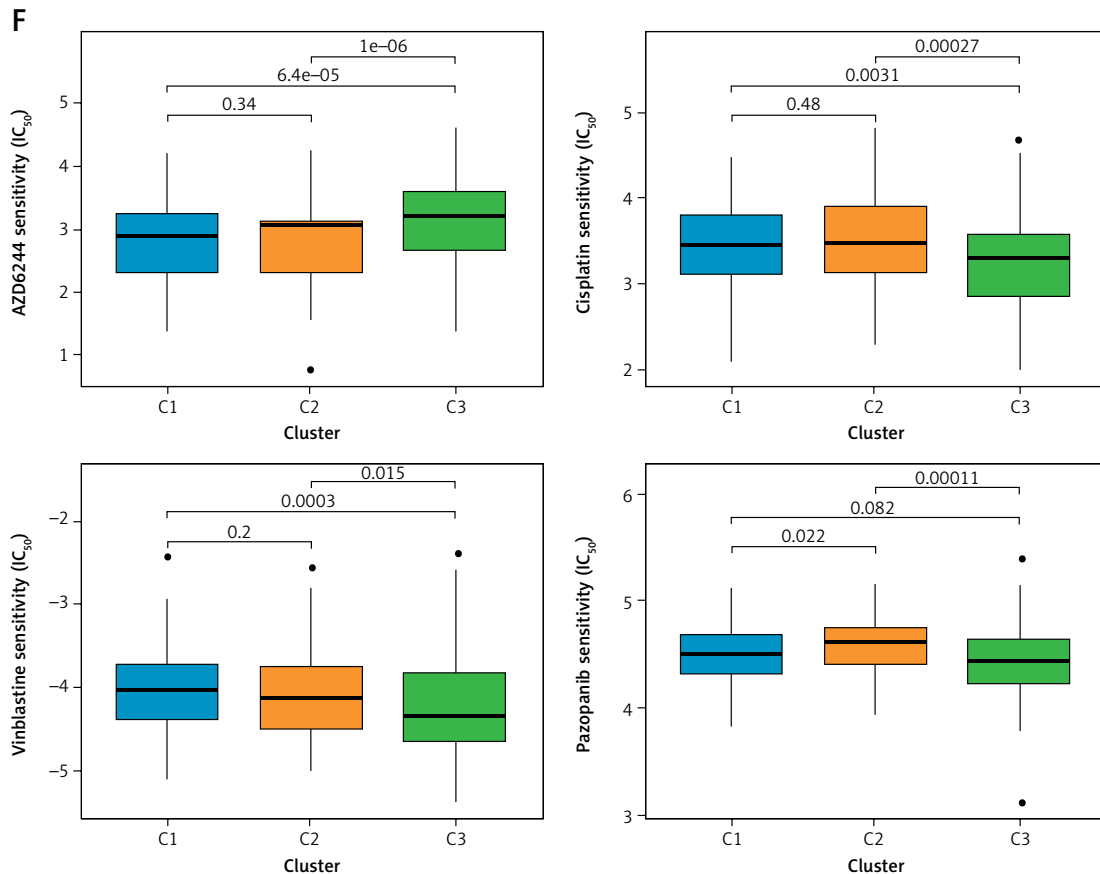 F
AZD6244 sensitivity (IC50)
5
4
3
2
1
1e–06
6.4e–05
0.34
C1
C2
C3
Cluster
Cisplatin sensitivity (IC50)
5
4
3
2
0.00027
0.0031
0.48
C1
C2
C3
Cluster
Vinblastine sensitivity (IC50)
–2
–3
–4
–5
0.015
0.0003
0.2
C1
C2
C3
Cluster
Pazopanib sensitivity (IC50)
6
5
4
3
0.00011
0.082
0.022
C1
C2
C3
Cluster